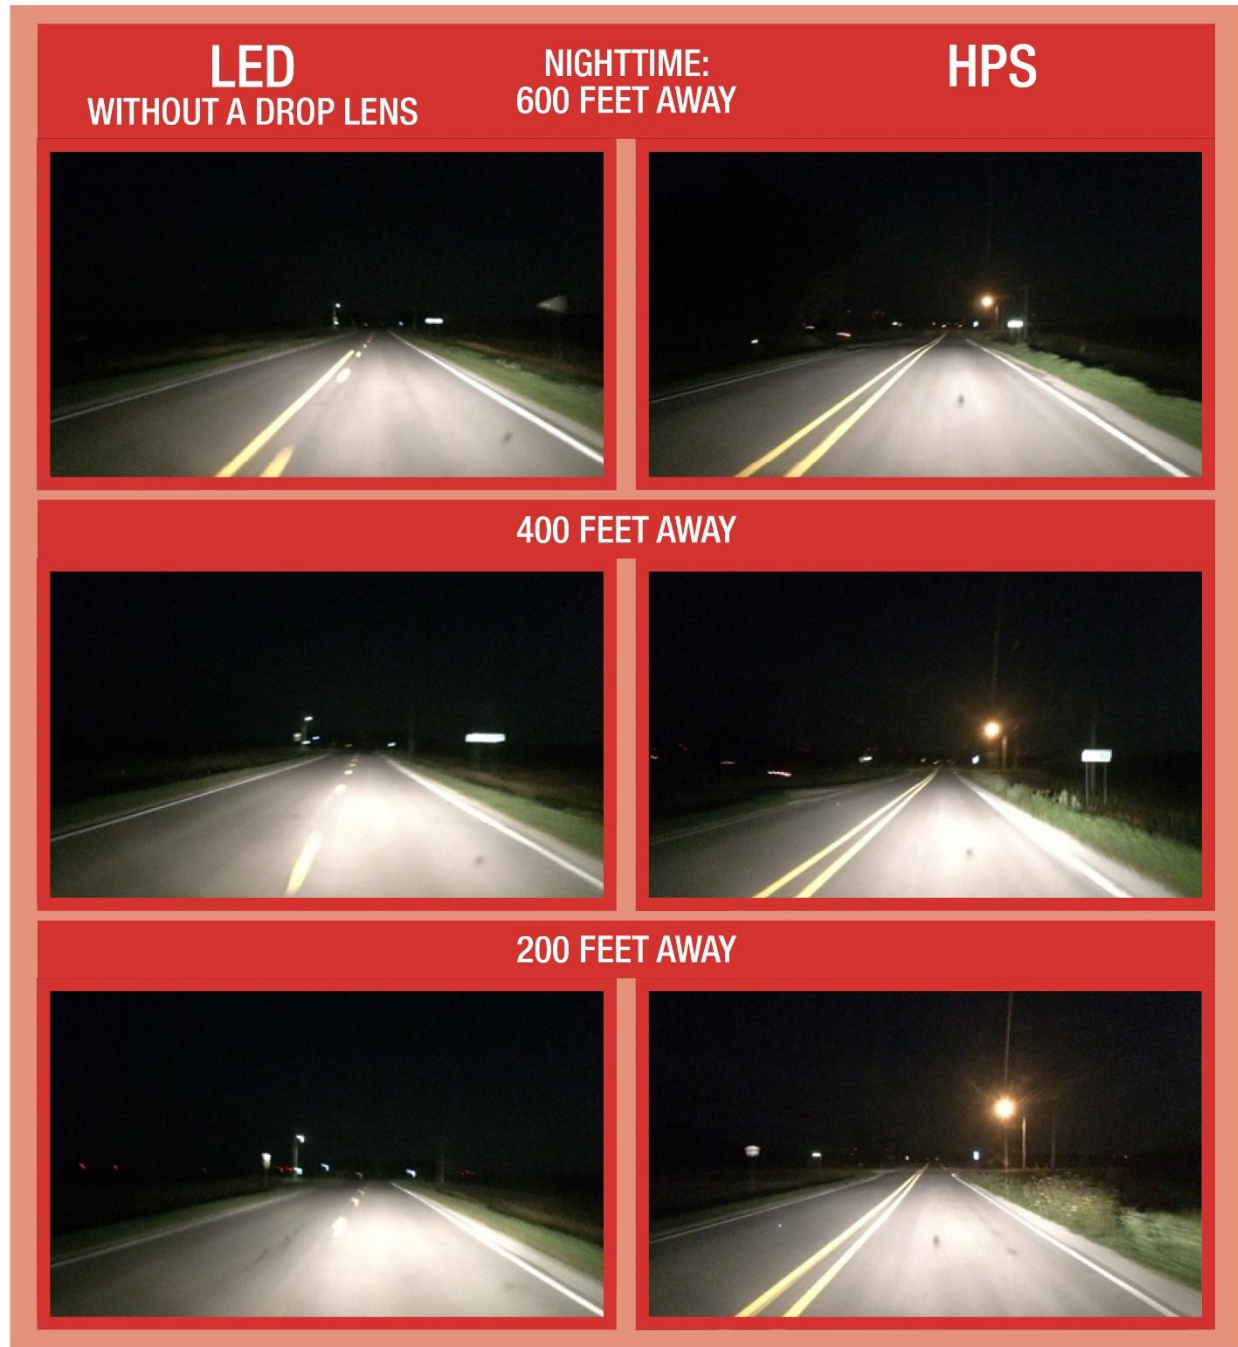 LED
WITHOUT A DROP LENS
NIGHTTIME:
600 FEET AWAY
HPS
400 FEET AWAY
200 FEET AWAY